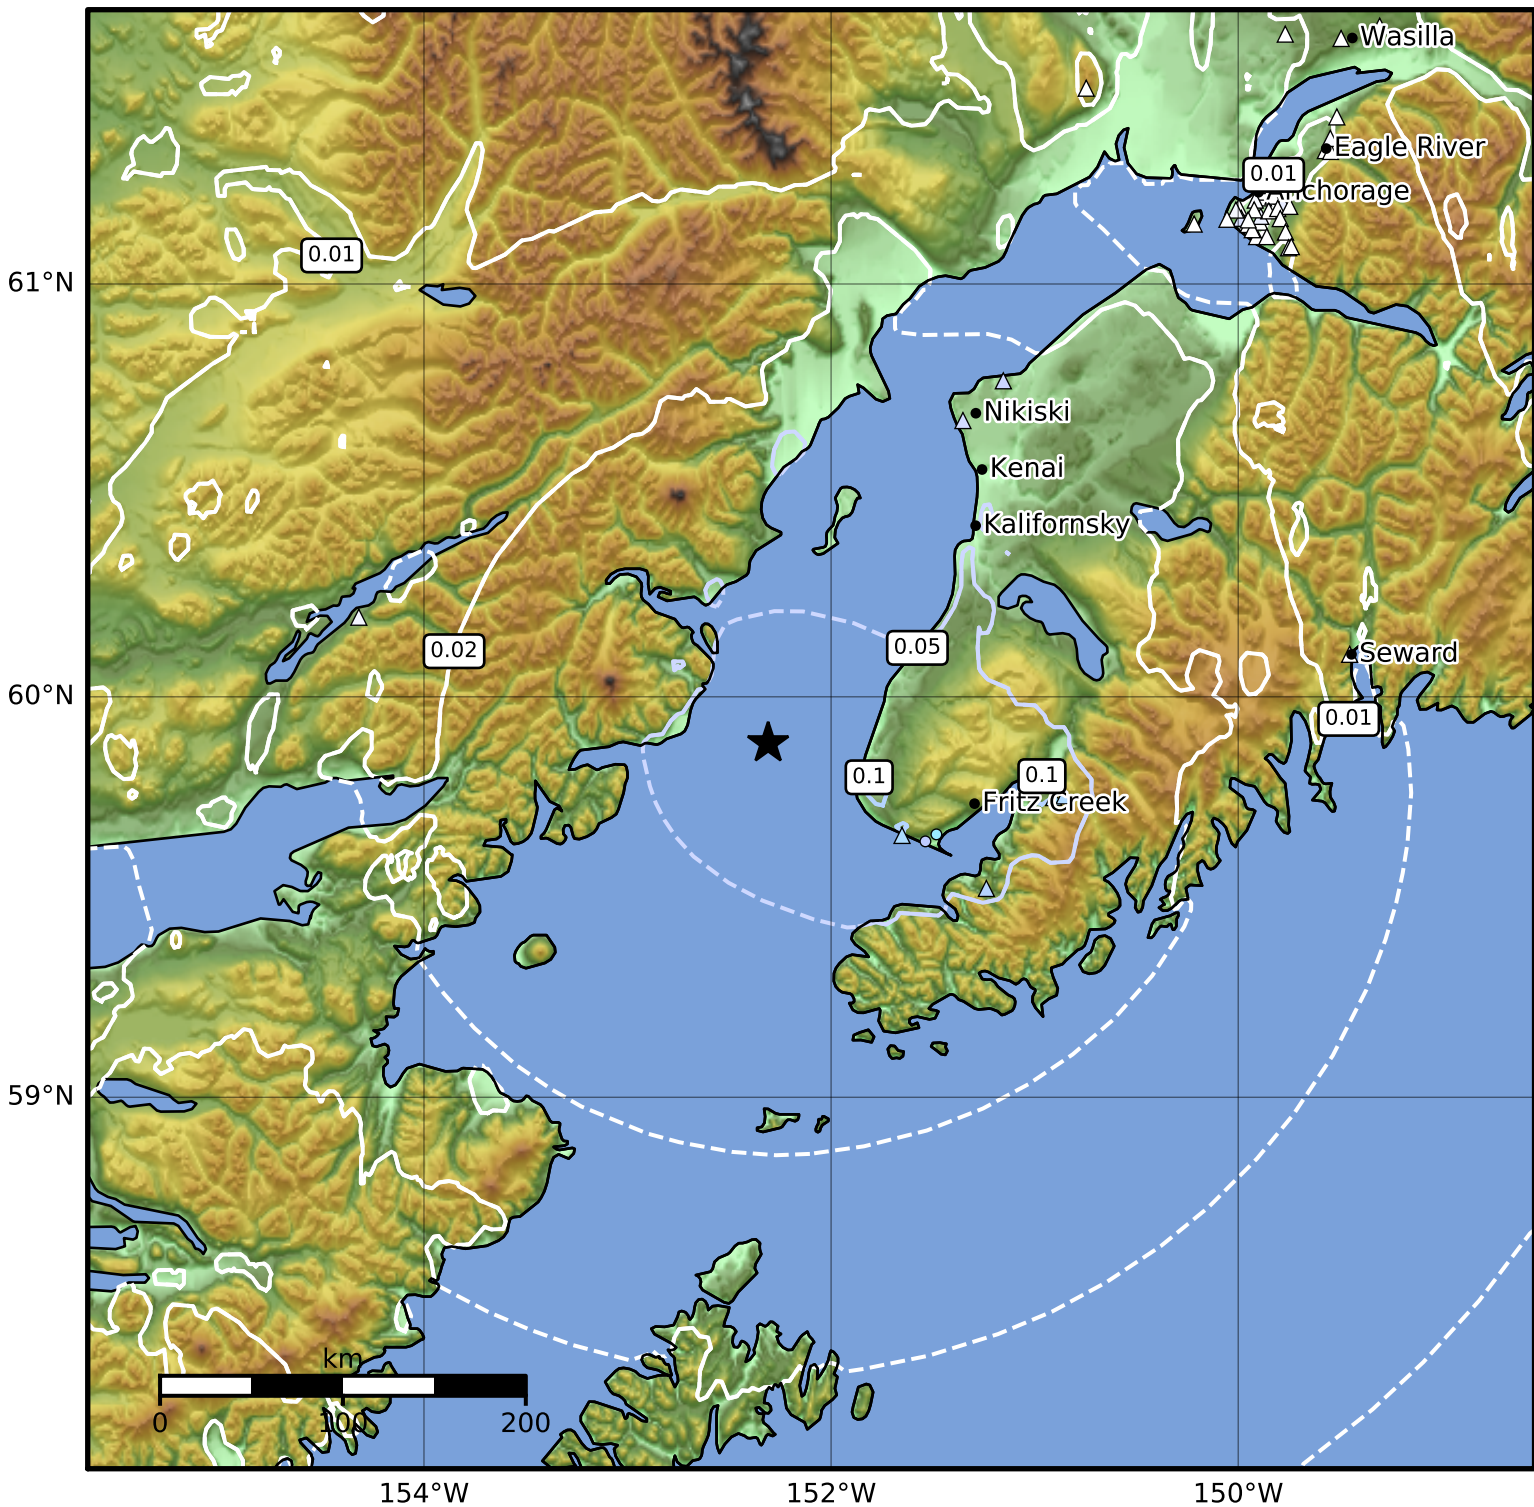 Wasilla
Eagle River
0.01
nchorage
0.01
61°N
Nikiski
Kenai
Kalifornsky
0.02
0.05
Seward
60°N
0.01
0.1
0.1
Fritz Creek
59°N
km
0
100
200
154°W
152°W
150°W